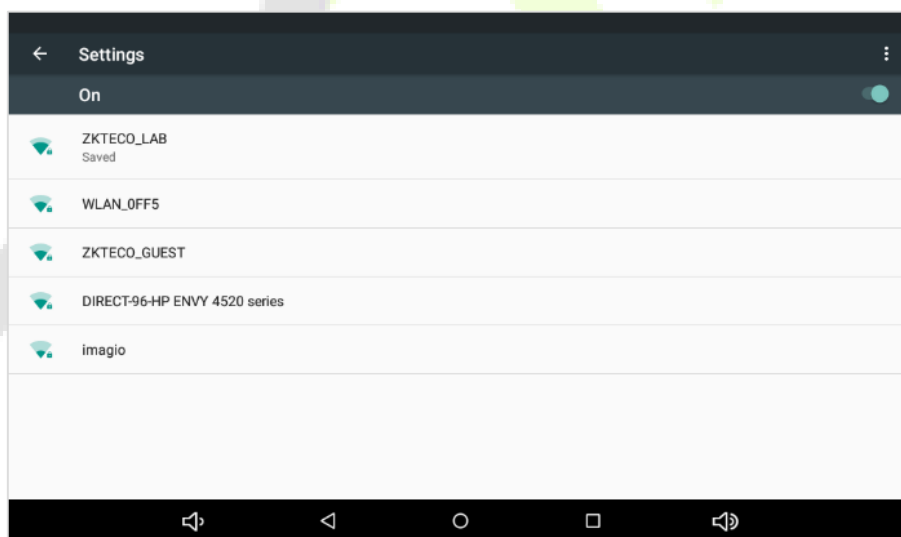 Settings
On
ZKTECO_LAB
Saved
WLAN_0FF5
ZKTECO_GUEST
DIRECT-96-HP ENVY 4520 series
imagio